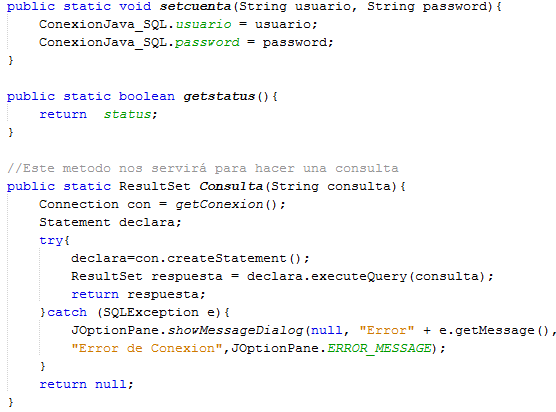 public static void setcuenta(String usuario, String password){
ConexionJava_SQL.usuario = usuario;
ConexionJava_SQL.password = password;
}
public static boolean getstatus(){
return  status;
}
//Este metodo nos servirá para hacer una consulta
public static ResultSet Consulta(String consulta){
Connection con = getConexion();
Statement declara;
try{
declara=con.createStatement();
ResultSet respuesta = declara.executeQuery(consulta);
return respuesta;
}catch (SQLException e){
JOptionPane.showMessageDialog(null, "Error" + e.getMessage(),
"Error de Conexion",JOptionPane.ERROR_MESSAGE);
}
return null;
}